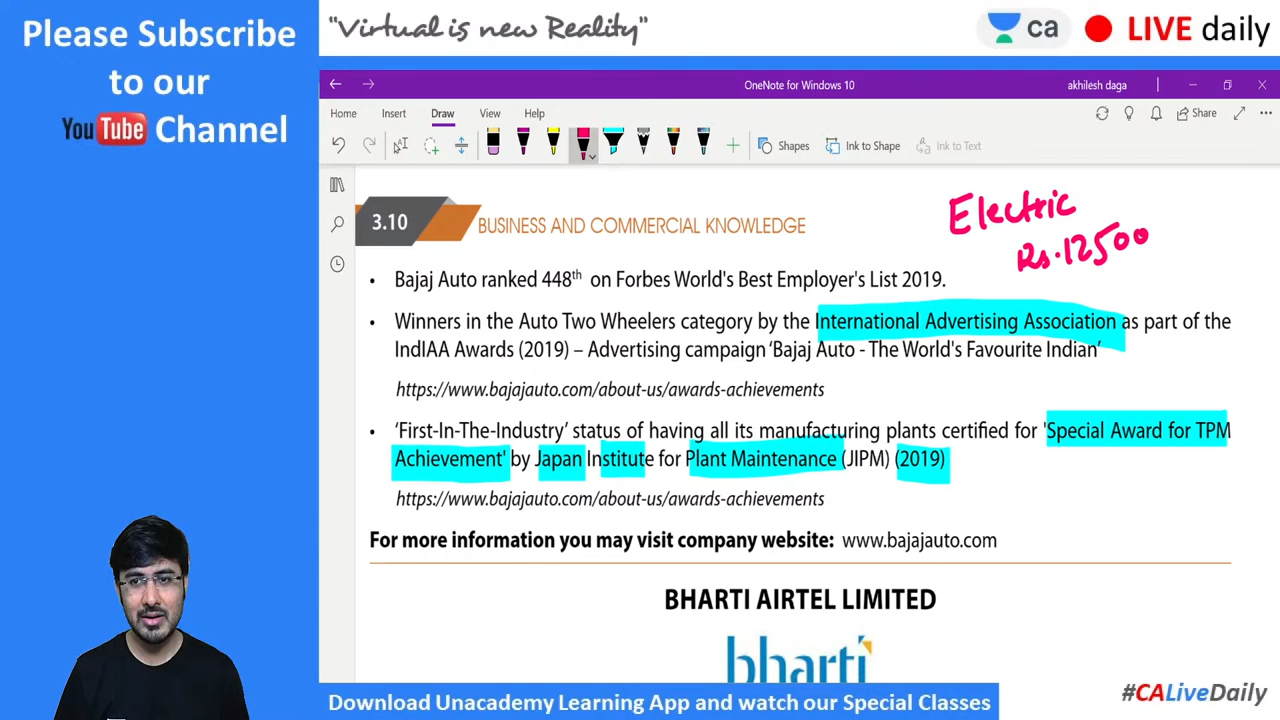 Please Subscribe
to our
YouTube Channel
"Virtual is new Reality"
ca LIVE daily
OneNote for Windows 10
akhilesh daga
Home Insert Draw View Help
Share
Shapes Ink to Shape Ink to Text
Electric
Rs.12500
3.10 BUSINESS AND COMMERCIAL KNOWLEDGE
• Bajaj Auto ranked 448th on Forbes World's Best Employer's List 2019.
• Winners in the Auto Two Wheelers category by the International Advertising Association as part of the
IndIAA Awards (2019) – Advertising campaign 'Bajaj Auto - The World's Favourite Indian'
https://www.bajajauto.com/about-us/awards-achievements
• 'First-In-The-Industry' status of having all its manufacturing plants certified for 'Special Award for TPM
Achievement' by Japan Institute for Plant Maintenance (JIPM) (2019)
https://www.bajajauto.com/about-us/awards-achievements
For more information you may visit company website: www.bajajauto.com
BHARTI AIRTEL LIMITED
bharti
Download Unacademy Learning App and watch our Special Classes
#CALiveDaily